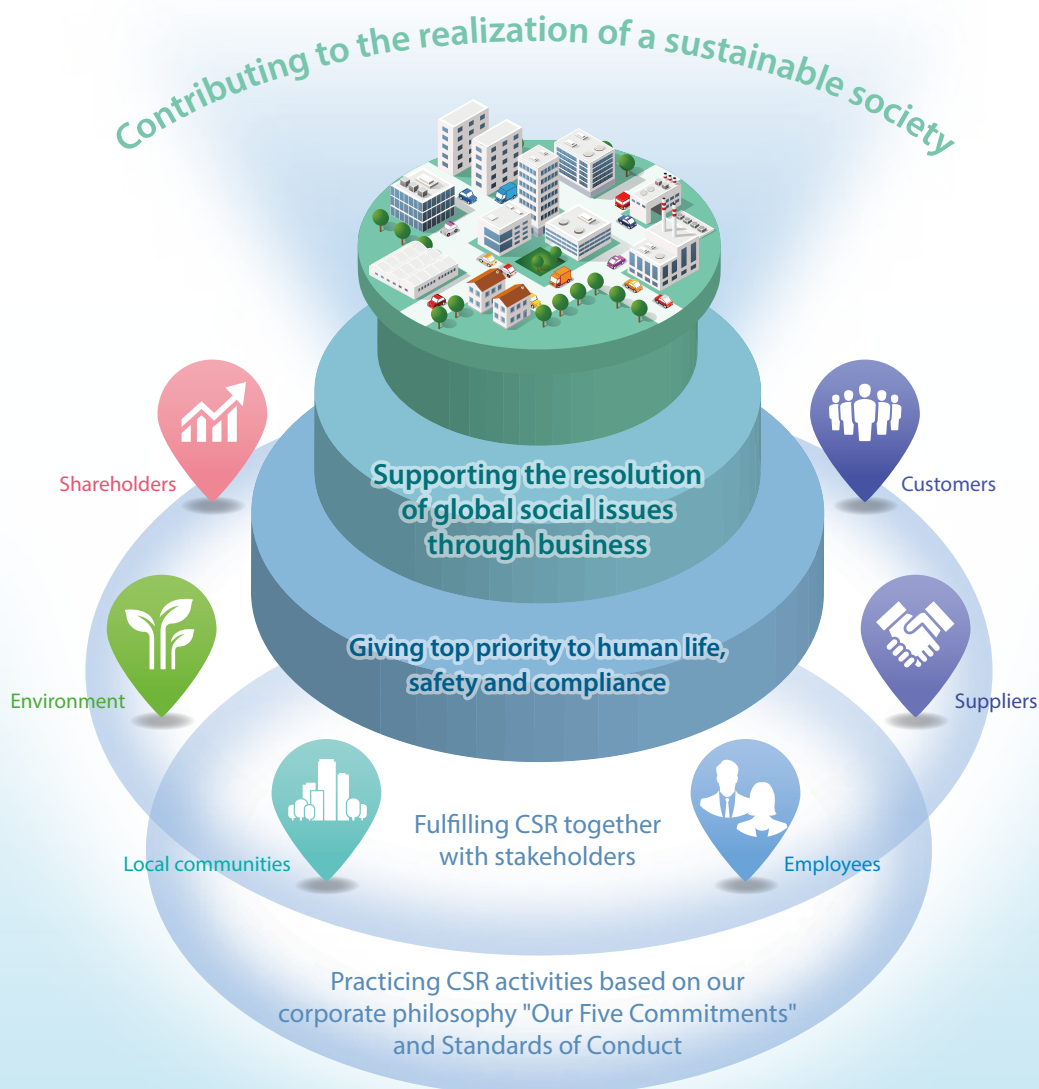 Contributing to the realization of a sustainable society
Shareholders
Customers
Supporting the resolution
of global social issues
through business
Giving top priority to human life,
safety and compliance
Environment
Suppliers
Fulfilling CSR together
with stakeholders
Local communities
Employees
Practicing CSR activities based on our
corporate philosophy "Our Five Commitments"
and Standards of Conduct